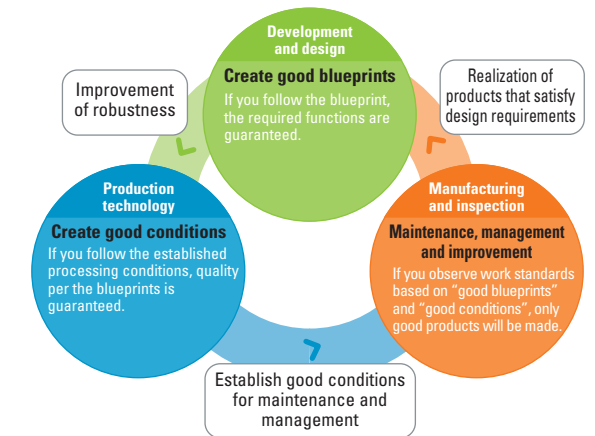 Development
and design
Create good blueprints
If you follow the blueprint,
the required functions are
guaranteed.
Improvement
of robustness
Realization of
products that satisfy
design requirements
Production
technology
Create good conditions
If you follow the established
processing conditions, quality
per the blueprints is
guaranteed.
Manufacturing
and inspection
Maintenance, management
and improvement
If you observe work standards
based on “good blueprints”
and “good conditions”, only
good products will be made.
Establish good conditions
for maintenance and
management